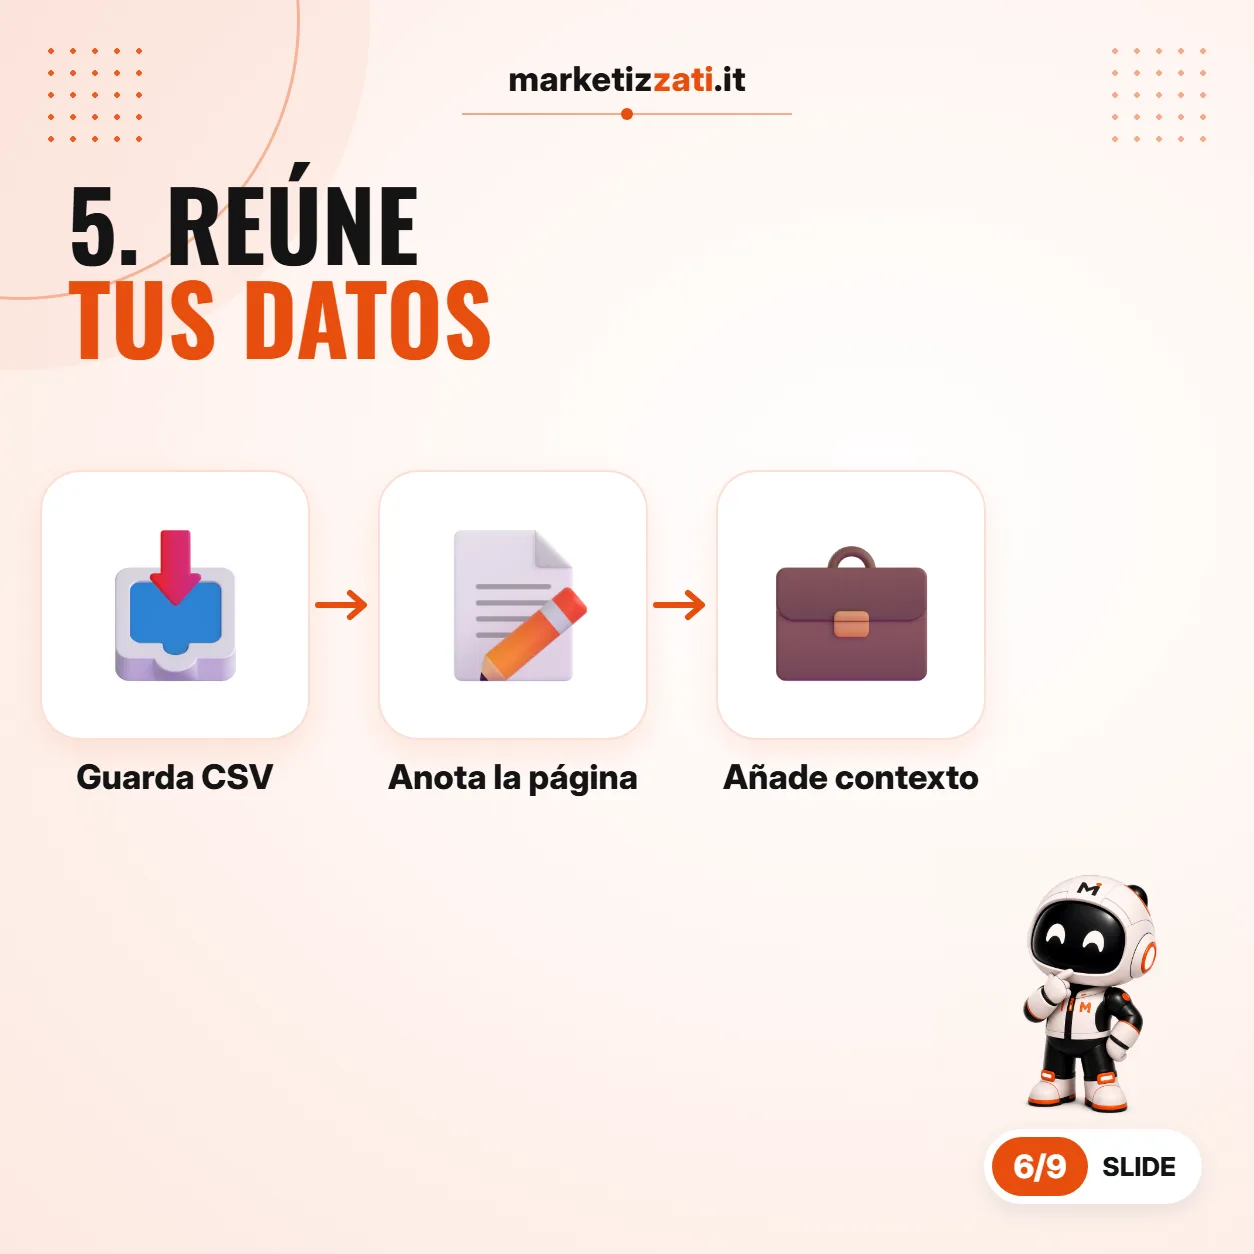 marketizzati.it
5. REÚNE
TUS DATOS
Guarda CSV
Anota la página
Añade contexto
6/9 SLIDE